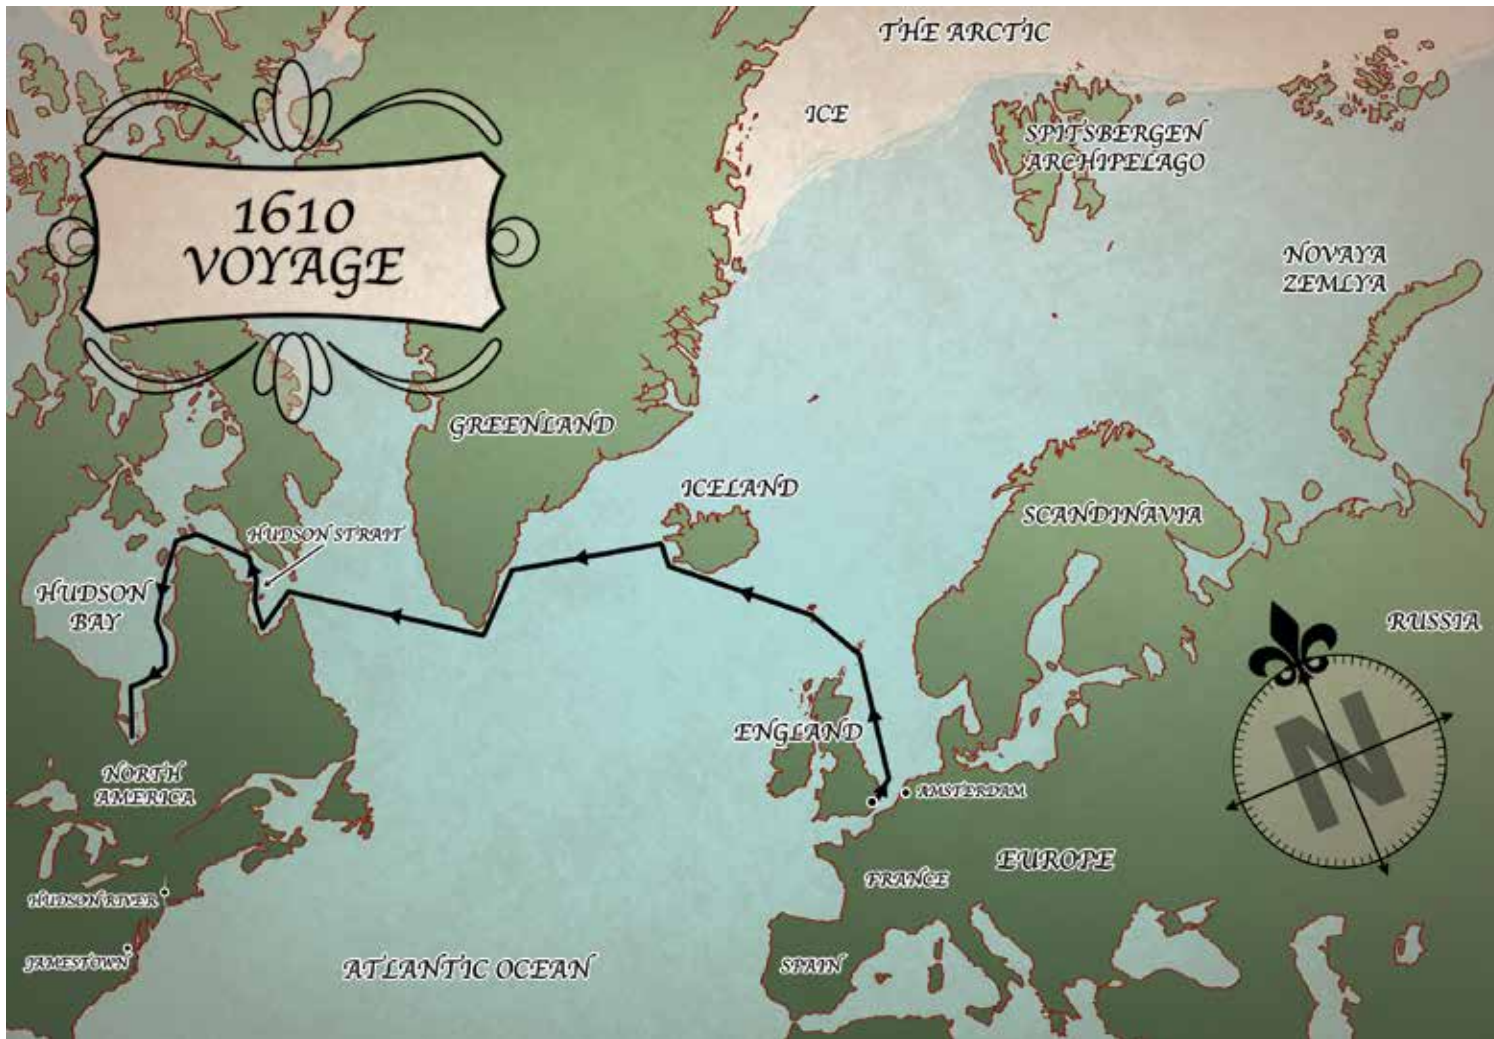 THE ARCTIC
ICE
SPITSBERGEN
ARCHIPELAGO
1610
VOYAGE
NOVAYA
ZEMLYA
GREENLAND
ICELAND
SCANDINAVIA
HUDSON STRAIT
HUDSON
BAY
RUSSIA
ENGLAND
NORTH
AMERICA
AMSTERDAM
N
EUROPE
FRANCE
HUDSON RIVER
JAMESTOWN
ATLANTIC OCEAN
SPAIN